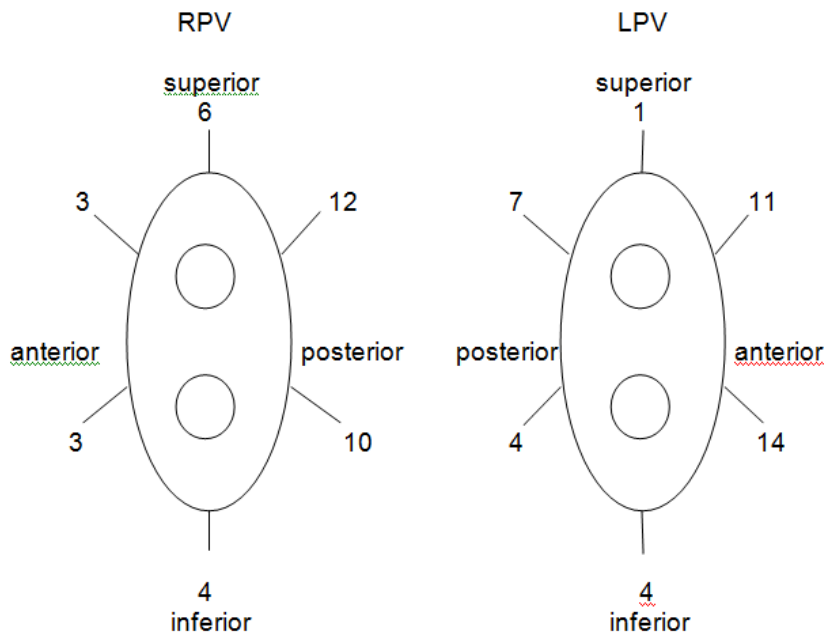 RPV
LPV
superior
superior
6
1
3
12
7
11
anterior
posterior
posterior
anterior
3
10
4
14
4
4
inferior
inferior